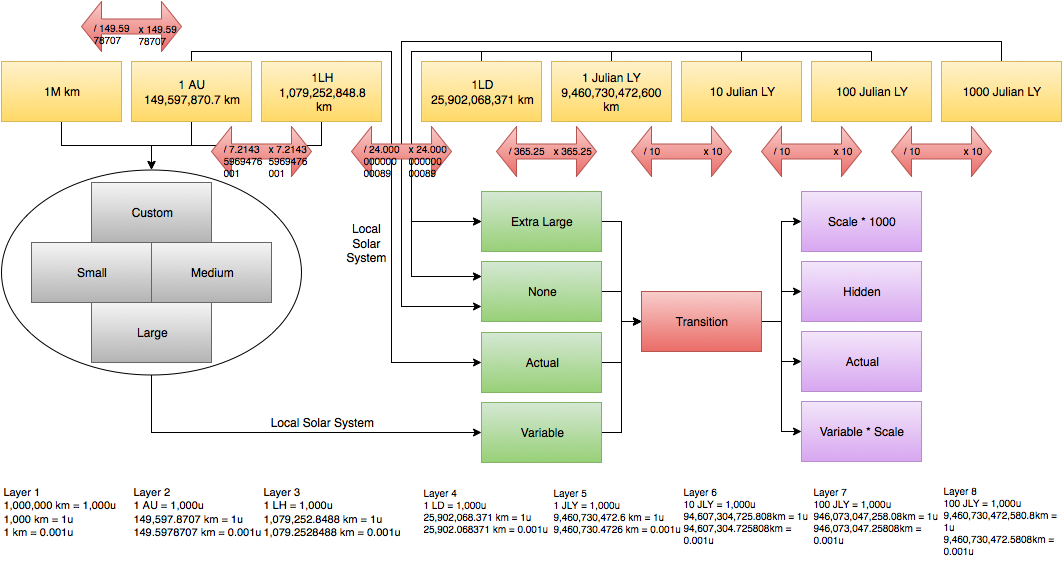 / 149.59
78707
x 149.59
78707
1M km
1 AU
149,597,870.7 km
1LH
1,079,252,848.8
km
1LD
25,902,068,371 km
1 Julian LY
9,460,730,472,600
km
10 Julian LY
100 Julian LY
1000 Julian LY
/ 7.2143
5969476
001
x 7.2143
5969476
001
/ 24.000
000000
00089
x 24.000
000000
00089
/ 365.25
x 365.25
/ 10
x 10
/ 10
x 10
/ 10
x 10
Custom
Small
Medium
Large
Local
Solar
System
Local Solar System
Extra Large
None
Actual
Variable
Transition
Scale * 1000
Hidden
Actual
Variable * Scale
Layer 1
1,000,000 km = 1,000u
1,000 km = 1u
1 km = 0.001u
Layer 2
1 AU = 1,000u
149,597.8707 km = 1u
149.5978707 km = 0.001u
Layer 3
1 LH = 1,000u
1,079,252.8488 km = 1u
1,079.2528488 km = 0.001u
Layer 4
1 LD = 1,000u
25,902,068.371 km = 1u
25,902.068371 km = 0.001u
Layer 5
1 JLY = 1,000u
9,460,730,472.6 km = 1u
9,460,730.4726 km = 0.001u
Layer 6
10 JLY = 1,000u
94,607,304,725.808km = 1u
94,607,304.725808km =
0.001u
Layer 7
100 JLY = 1,000u
946,073,047,258.08km = 1u
946,073,047.25808km =
0.001u
Layer 8
100 JLY = 1,000u
9,460,730,472,580.8km =
1u
9,460,730,472.5808km =
0.001u